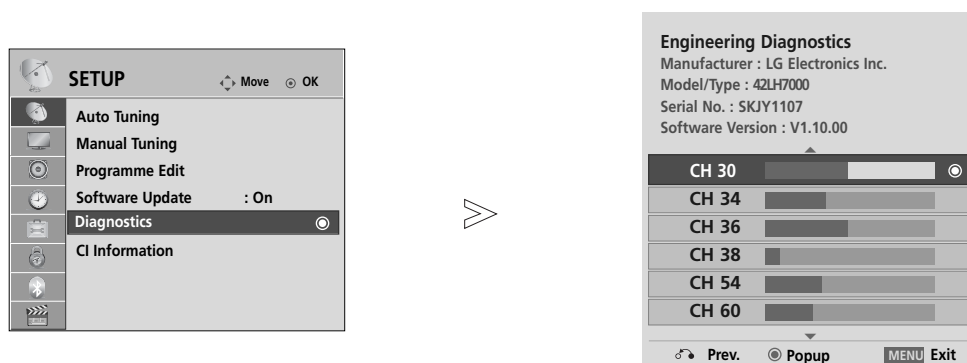 SETUP
Move OK
Auto Tuning
Manual Tuning
Programme Edit
Software Update : On
Diagnostics
CI Information
Engineering Diagnostics
Manufacturer : LG Electronics Inc.
Model/Type : 42LH7000
Serial No. : SKJY1107
Software Version : V1.10.00
CH 30
CH 34
CH 36
CH 38
CH 54
CH 60
Prev. Popup MENU Exit